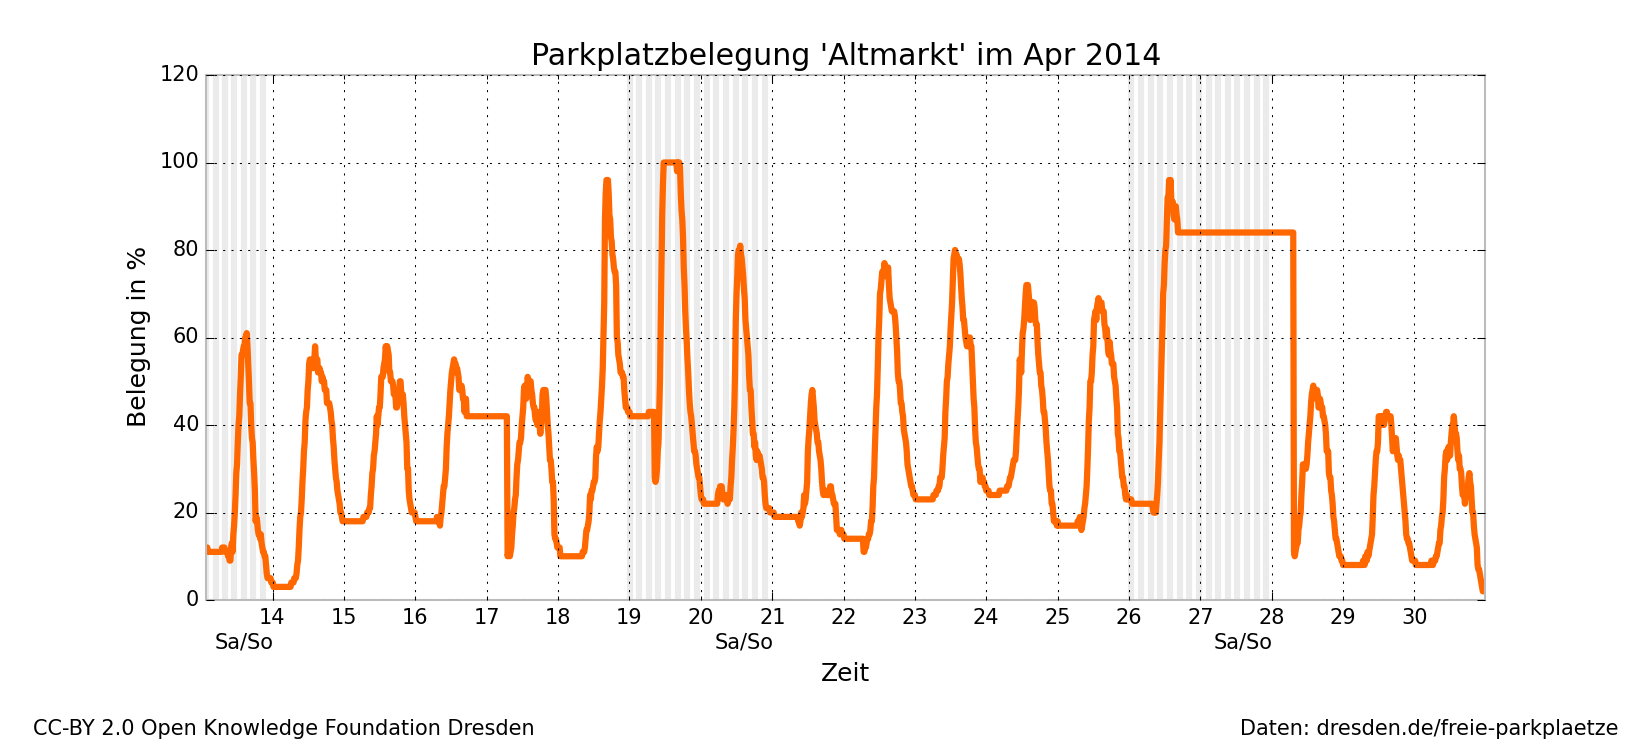 Parkplatzbelegung 'Altmarkt' im Apr 2014
120
100
80
60
40
20
0
Belegung in %
14 15 16 17 18 19 20 21 22 23 24 25 26 27 28 29 30
Sa/So Sa/So Sa/So
Zeit
CC-BY 2.0 Open Knowledge Foundation Dresden
Daten: dresden.de/freie-parkplaetze